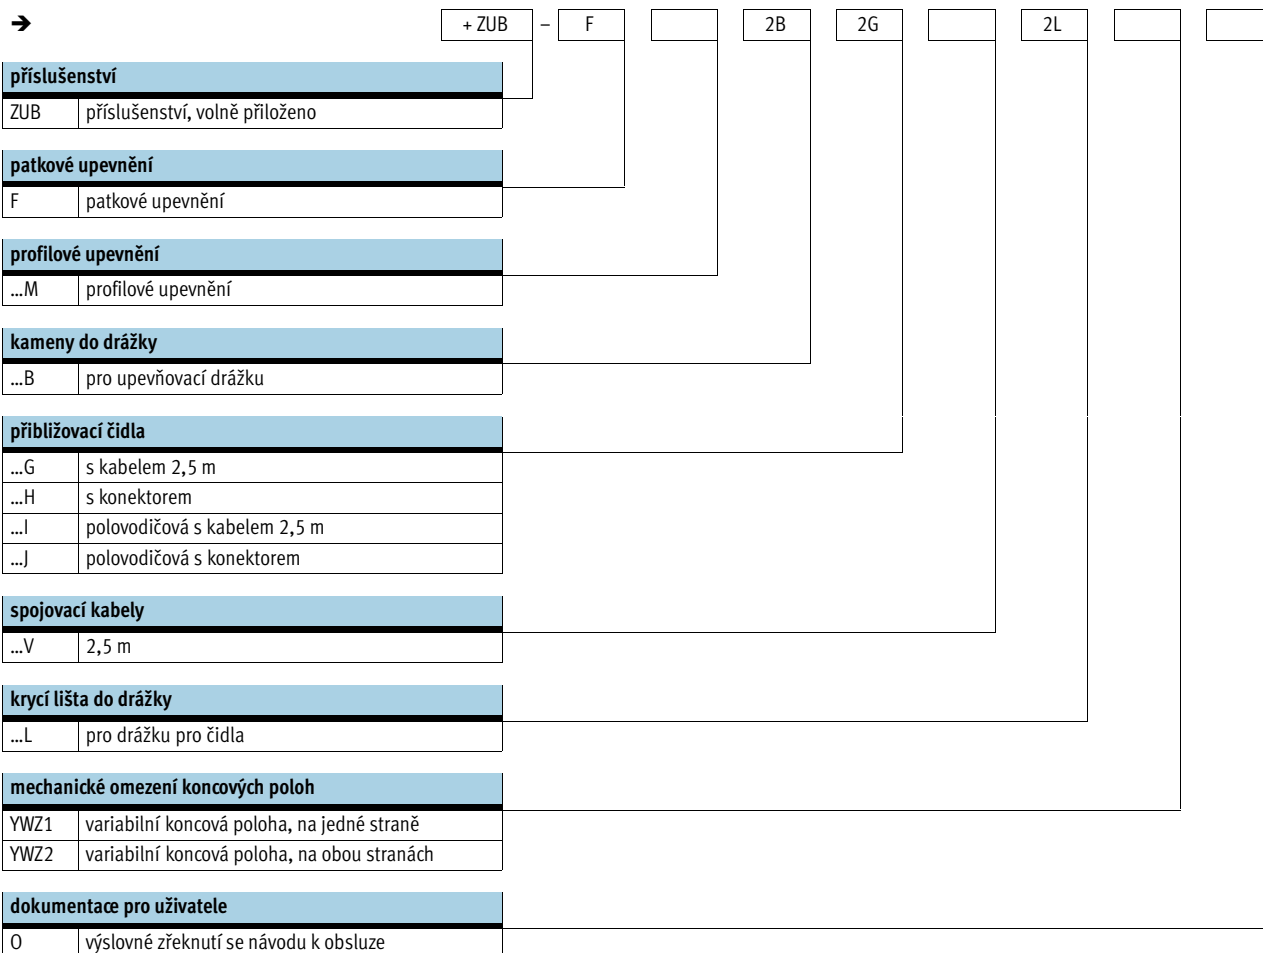 ➔ + ZUB – F 2B 2G 2L
příslušenství
ZUB příslušenství, volně přiloženo
patkové upevnění
F patkové upevnění
profilové upevnění
...M profilové upevnění
kameny do drážky
...B pro upevňovací drážku
přibližovací čidla
...G s kabelem 2,5 m
...H s konektorem
...I polovodičová s kabelem 2,5 m
...J polovodičová s konektorem
spojovací kabely
...V 2,5 m
krycí lišta do drážky
...L pro drážku pro čidla
mechanické omezení koncových poloh
YWZ1 variabilní koncová poloha, na jedné straně
YWZ2 variabilní koncová poloha, na obou stranách
dokumentace pro uživatele
O výslovné zřeknutí se návodu k obsluze